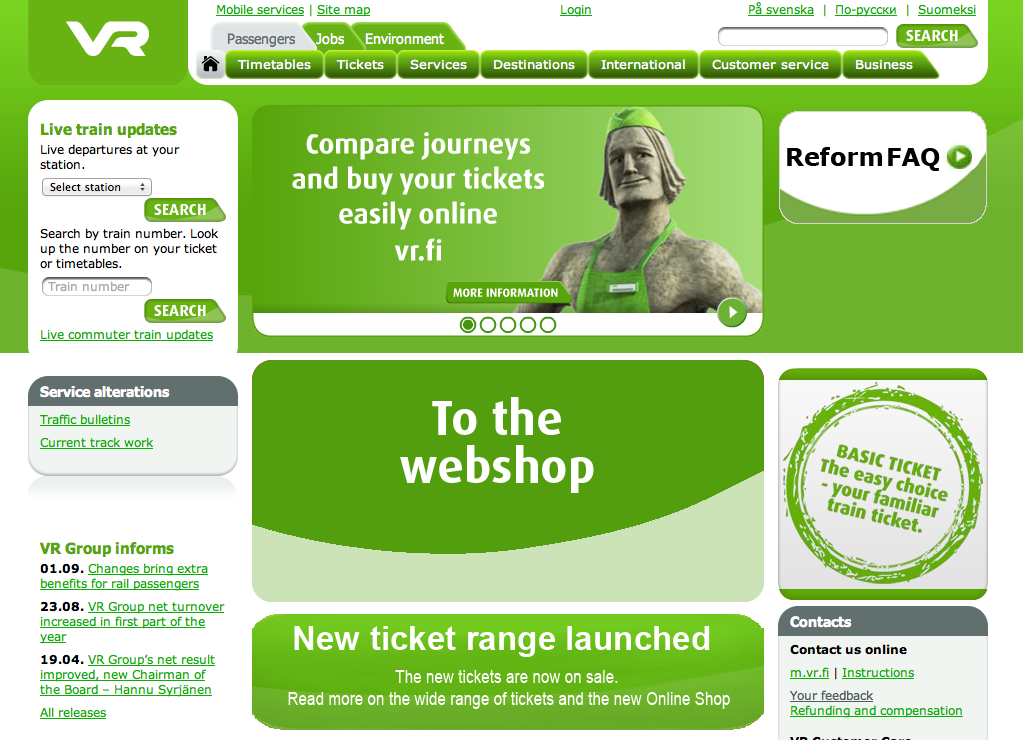 VR
Mobile services | Site map
Login
På svenska | По-русски | Suomeksi
Passengers
Jobs
Environment
SEARCH
Timetables
Tickets
Services
Destinations
International
Customer service
Business
Live train updates
Live departures at your
station.
Select station
SEARCH
Search by train number. Look
up the number on your ticket
or timetables.
Train number
SEARCH
Live commuter train updates
Compare journeys
and buy your tickets
easily online
vr.fi
MORE INFORMATION
Reform FAQ
Service alterations
Traffic bulletins
Current track work
To the
webshop
BASIC TICKET
The easy choice
- your familiar
train ticket.
VR Group informs
01.09. Changes bring extra
benefits for rail passengers
23.08. VR Group net turnover
increased in first part of the
year
19.04. VR Group's net result
improved, new Chairman of
the Board – Hannu Syrjänen
All releases
New ticket range launched
The new tickets are now on sale.
Read more on the wide range of tickets and the new Online Shop
Contacts
Contact us online
m.vr.fi | Instructions
Your feedback
Refunding and compensation
VR Customer Care